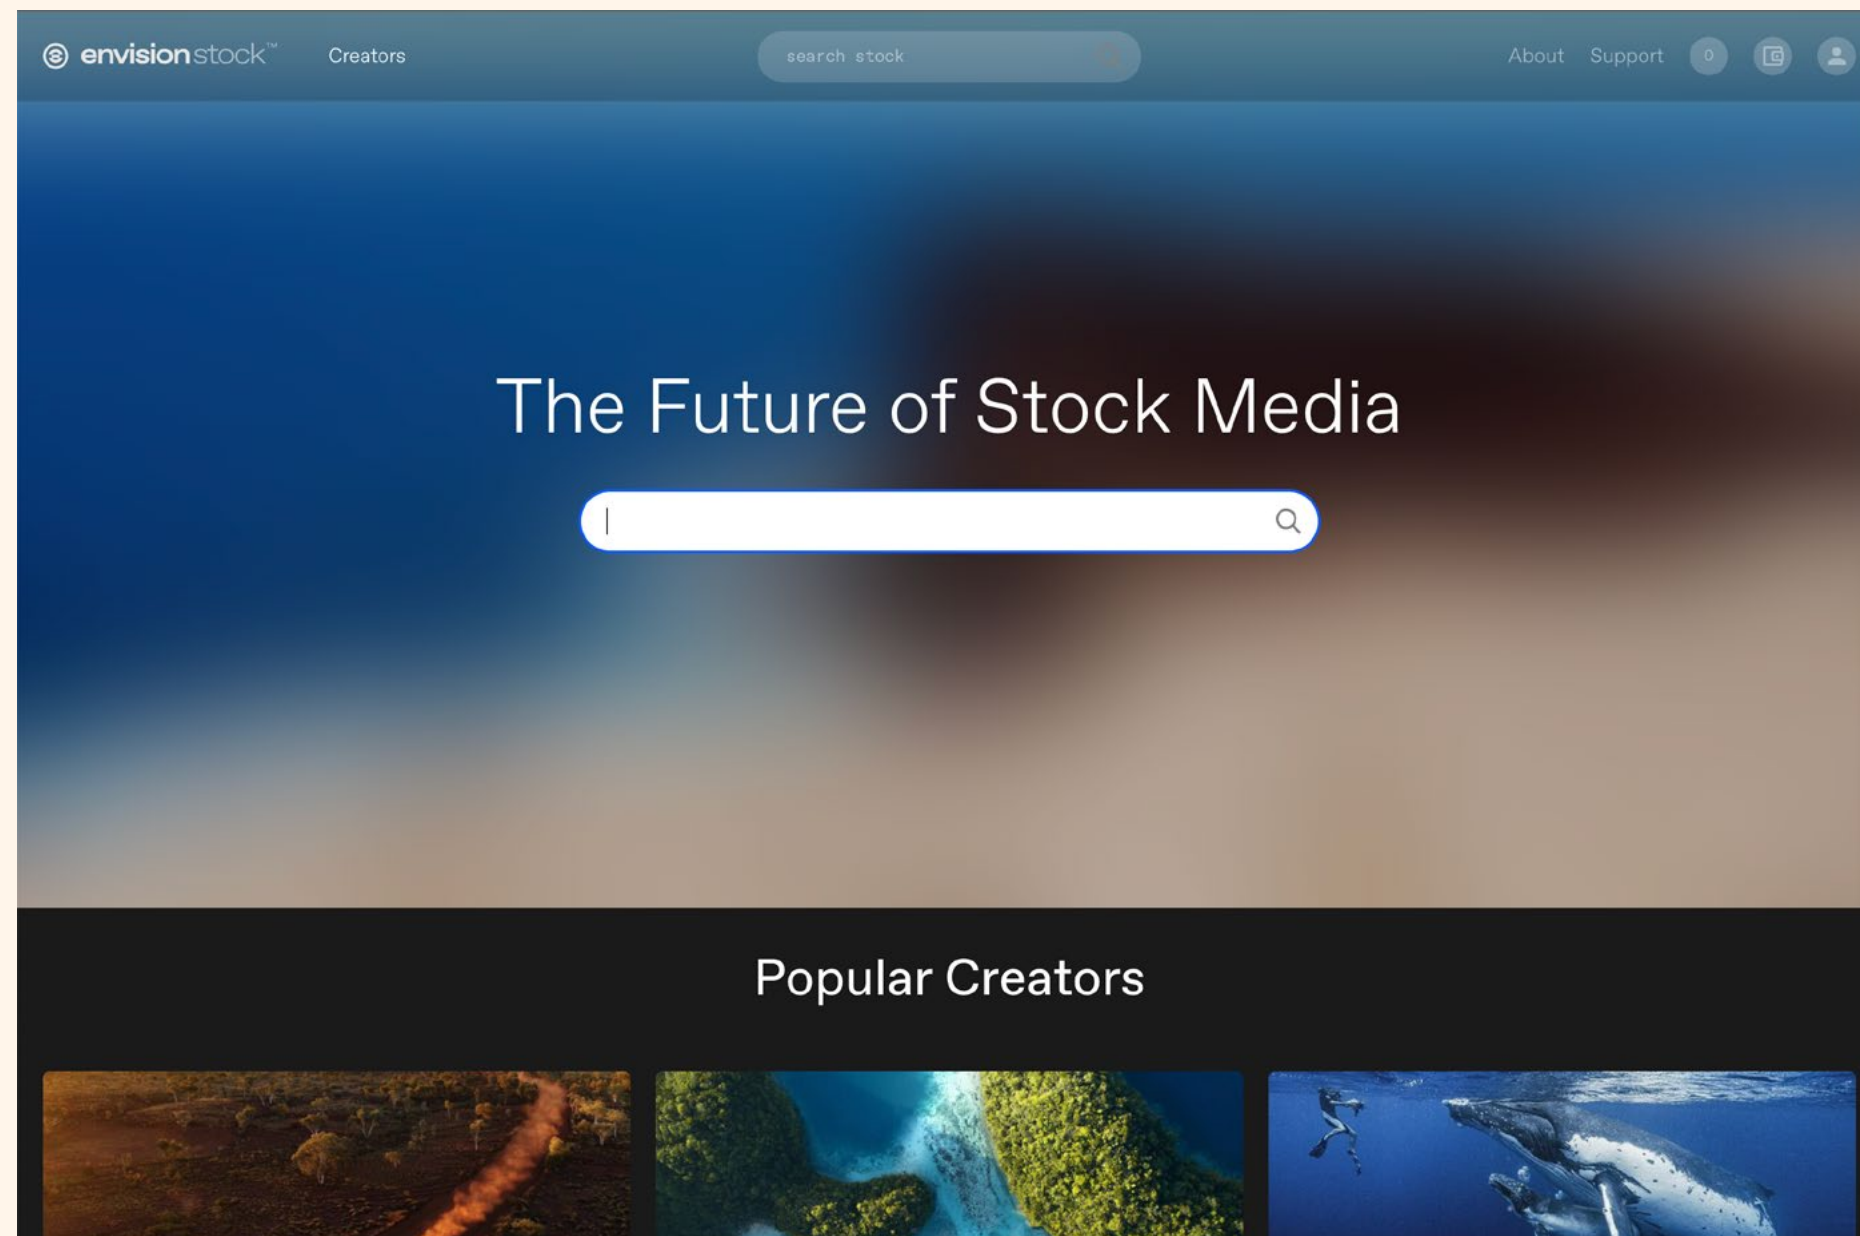 envisionstock™
Creators
search stock
About
Support
0
The Future of Stock Media
Popular Creators